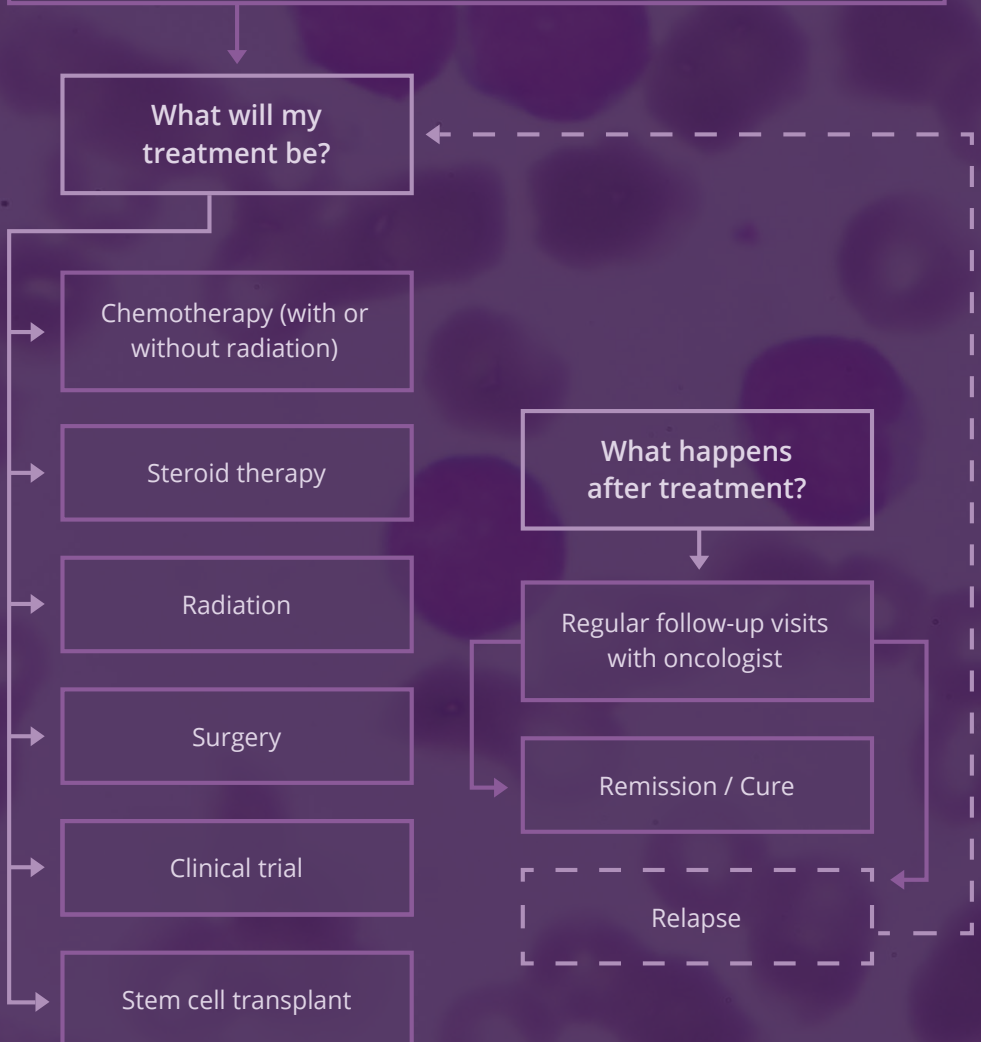 What will my
treatment be?
Chemotherapy (with or
without radiation)
Steroid therapy
Radiation
Surgery
Clinical trial
Stem cell transplant
What happens
after treatment?
Regular follow-up visits
with oncologist
Remission / Cure
Relapse